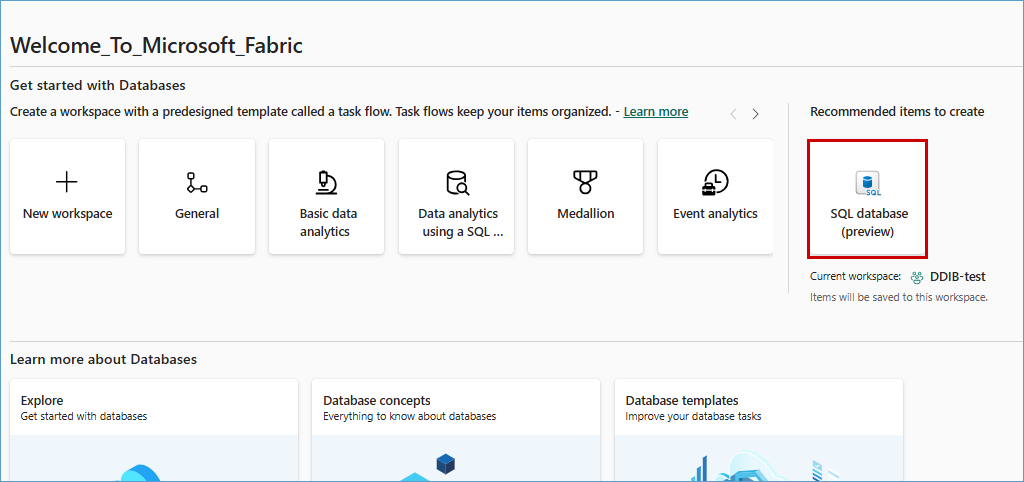 Welcome_To_Microsoft_Fabric
Get started with Databases
Create a workspace with a predesigned template called a task flow. Task flows keep your items organized. - Learn more
New workspace
General
Basic data
analytics
Data analytics
using a SQL ...
Medallion
Event analytics
Recommended items to create
SQL
SQL database
(preview)
Current workspace: DDIB-test
Items will be saved to this workspace.
Learn more about Databases
Explore
Get started with databases
Database concepts
Everything to know about databases
Database templates
Improve your database tasks